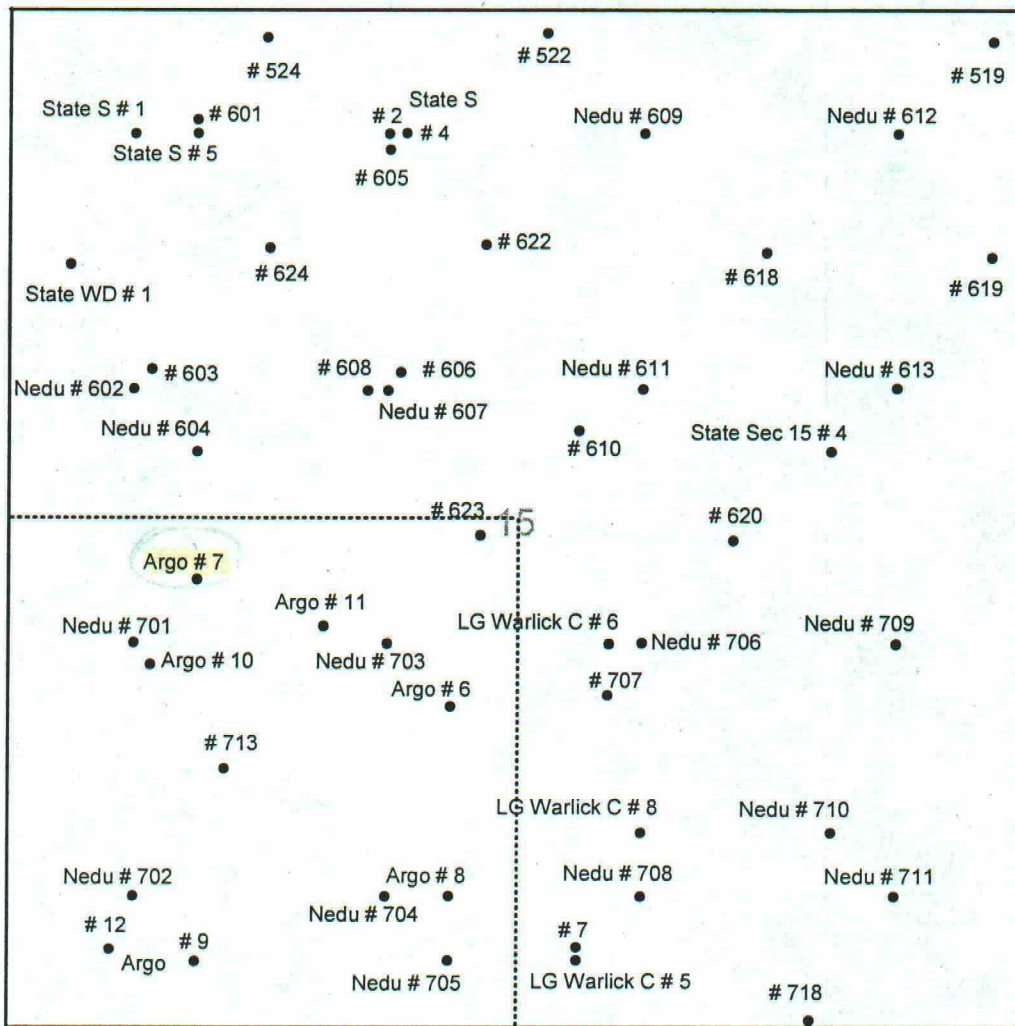 # 524
# 522
# 519
State S # 1
# 601
State S
# 2
# 4
Nedu # 609
Nedu # 612
State S # 5
# 605
# 622
# 624
# 618
# 619
State WD # 1
# 603
# 608
# 606
Nedu # 611
Nedu # 613
Nedu # 602
Nedu # 607
Nedu # 604
# 610
State Sec 15 # 4
# 623
15
# 620
Argo # 7
Argo # 11
Nedu # 701
LG Warlick C # 6
Nedu # 709
Argo # 10
Nedu # 703
Nedu # 706
Argo # 6
# 707
# 713
LG Warlick C # 8
Nedu # 710
Nedu # 702
Argo # 8
Nedu # 708
Nedu # 711
Nedu # 704
# 12
# 9
# 7
Argo
Nedu # 705
LG Warlick C # 5
# 718